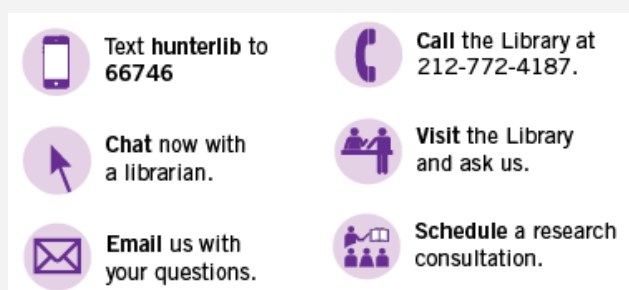 Text hunterlib to
66746
Call the Library at
212-772-4187.
Chat now with
a librarian.
Visit the Library
and ask us.
Email us with
your questions.
Schedule a research
consultation.